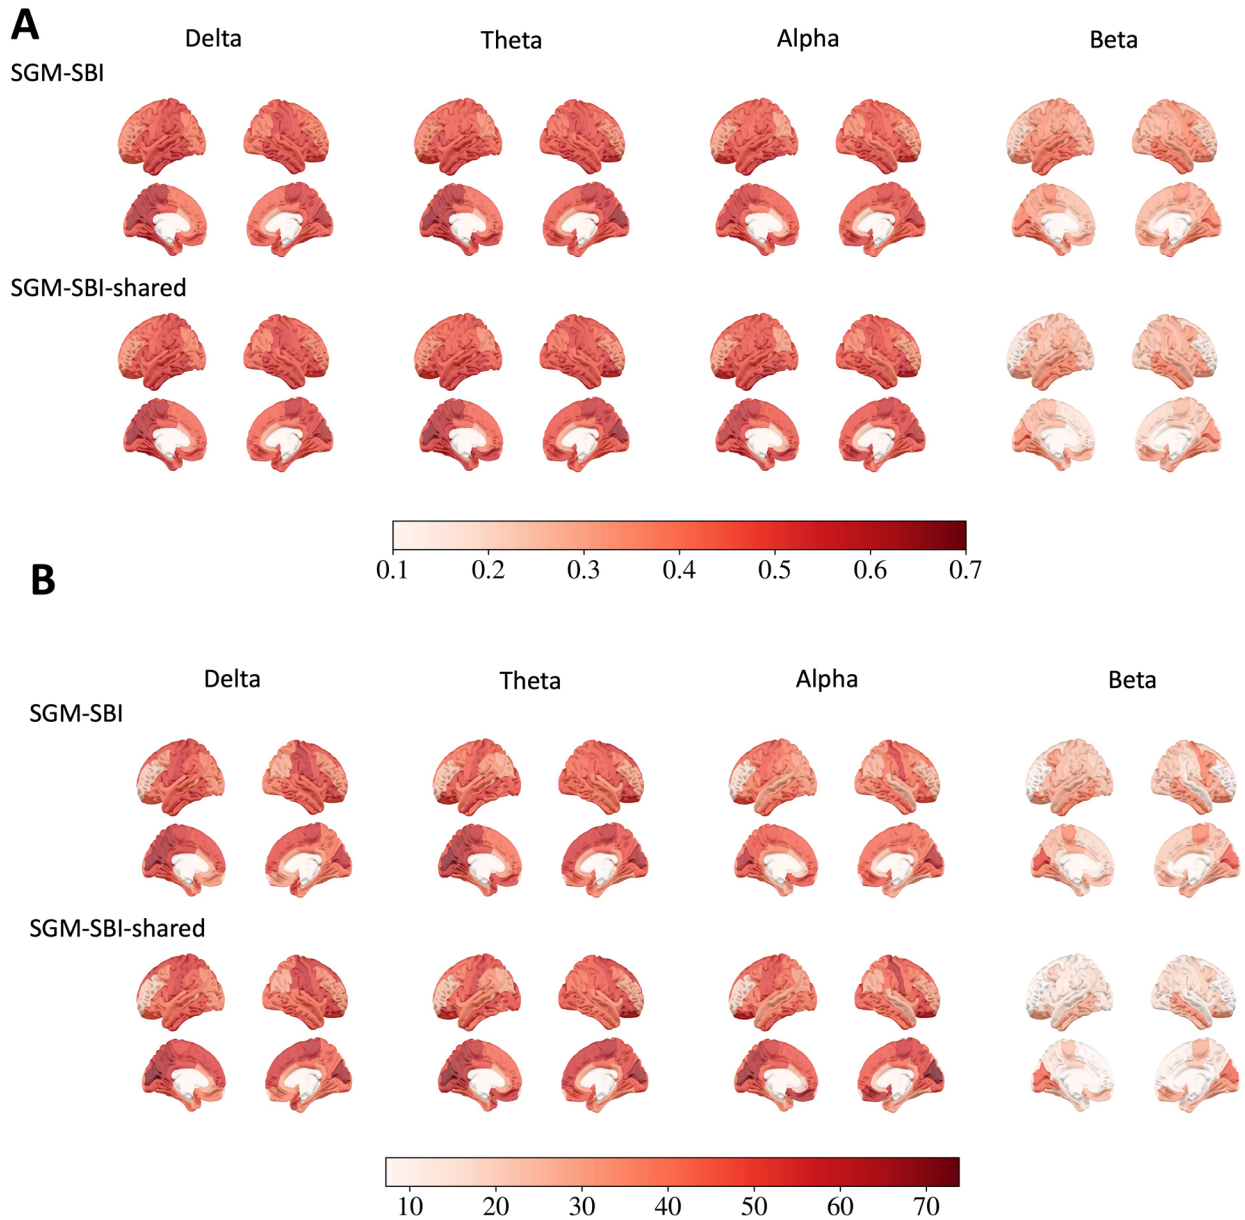 A
Delta Theta Alpha Beta
SGM-SBI
SGM-SBI-shared
0.1 0.2 0.3 0.4 0.5 0.6 0.7
B
Delta Theta Alpha Beta
SGM-SBI
SGM-SBI-shared
10 20 30 40 50 60 70